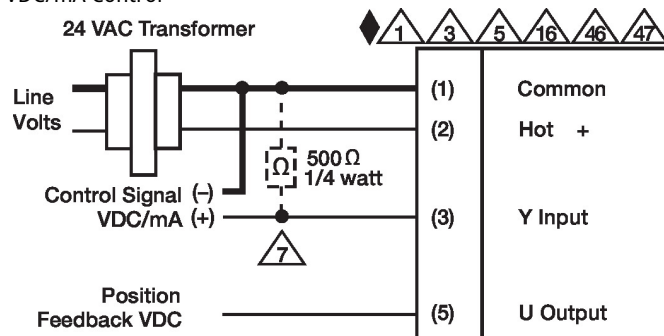 VDC/mA Control
24 VAC Transformer
1 3 5 16 46 47
Line
Volts
(1) Common
(2) Hot +
Ω 500 Ω
1/4 watt
Control Signal (−)
VDC/mA (+)
(3) Y Input
7
Position
Feedback VDC
(5) U Output